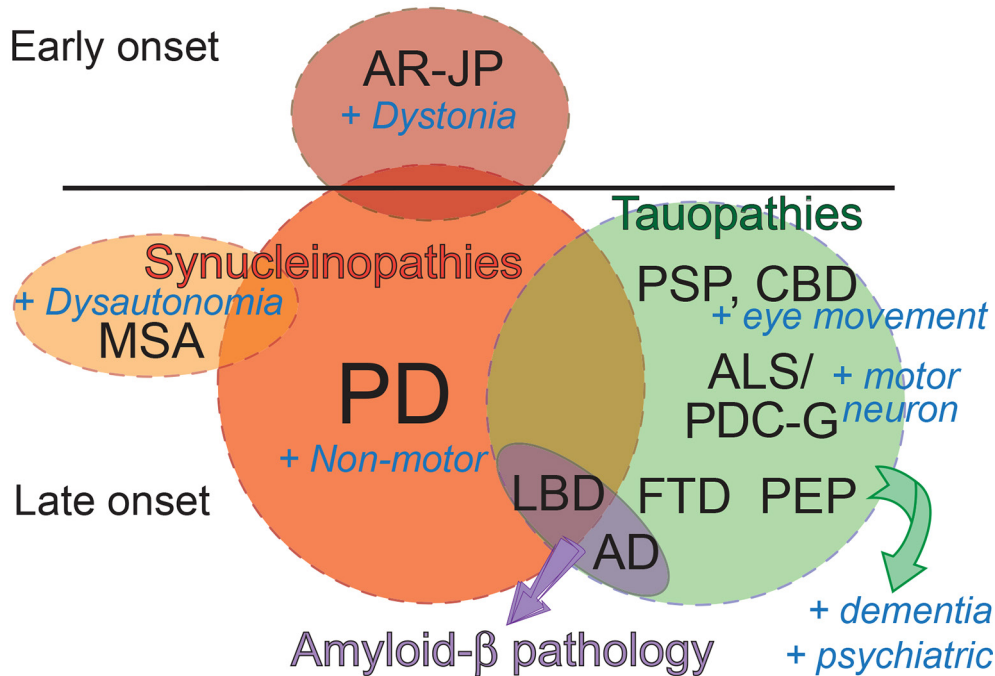 Early onset
AR-JP
+ Dystonia
Tauopathies
Synucleinopathies
PSP, CBD
+ eye movement
+ Dysautonomia
MSA
ALS/
PDC-G
+ motor
neuron
PD
+ Non-motor
Late onset
LBD
FTD
PEP
AD
+ dementia
+ psychiatric
Amyloid-β pathology